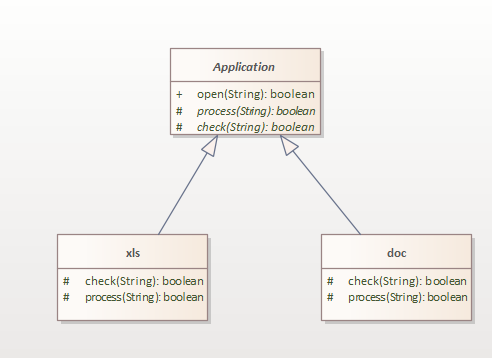 Application
+ open(String): boolean
# process(String): boolean
# check(String): boolean
xls
# check(String): boolean
# process(String): boolean
doc
# check(String): boolean
# process(String): boolean